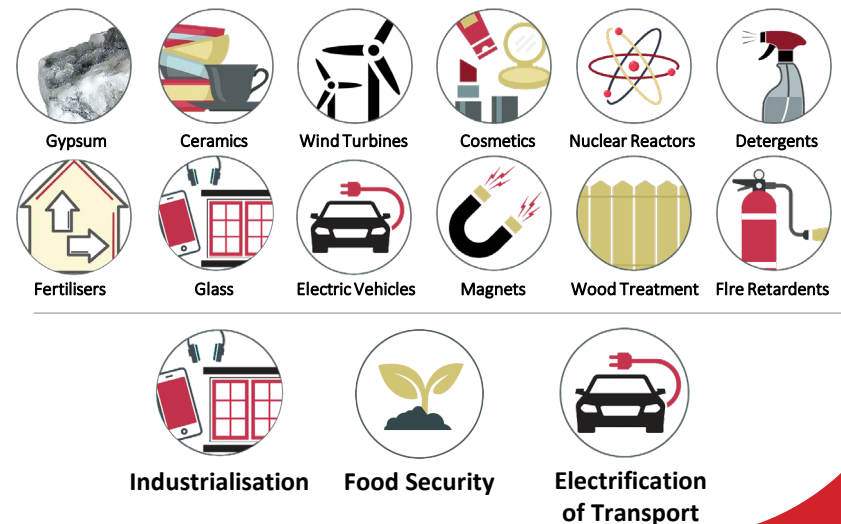 Gypsum
Ceramics
Wind Turbines
Cosmetics
Nuclear Reactors
Detergents
Fertilisers
Glass
Electric Vehicles
Magnets
Wood Treatment
FIre Retardents
Industrialisation
Food Security
Electrification
of Transport